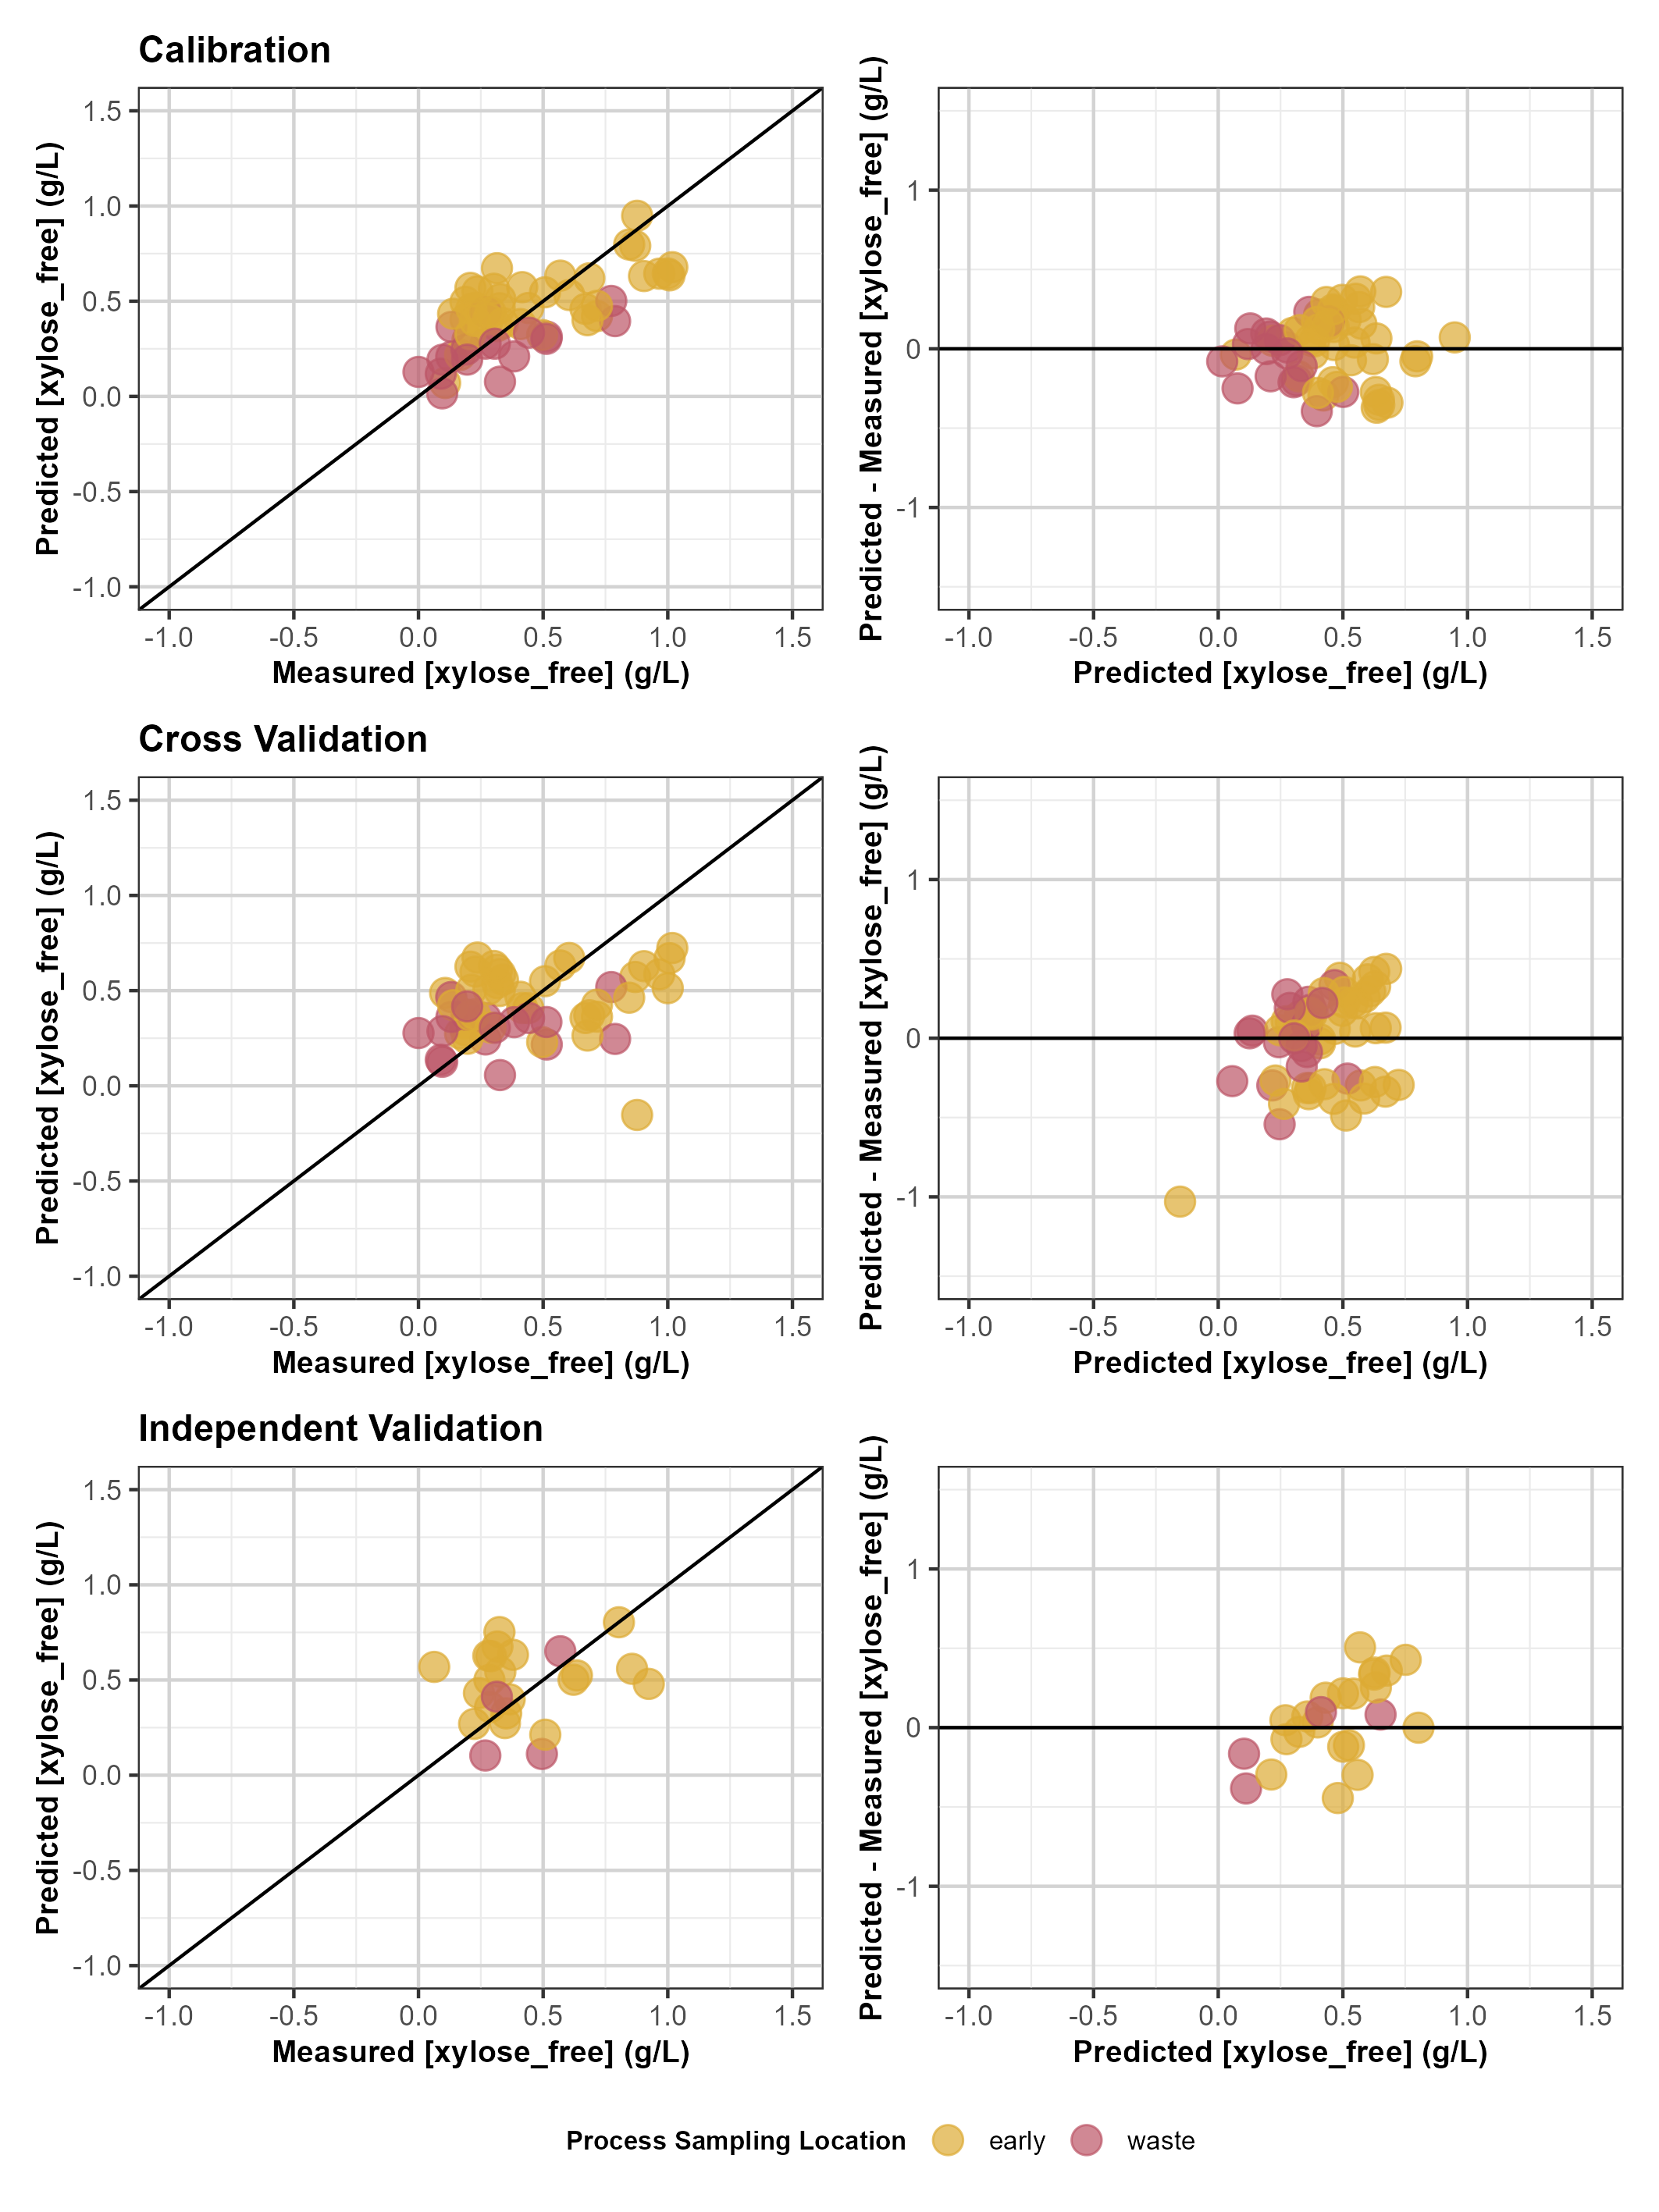 Calibration
Predicted [xylose_free] (g/L)
1.5
1.0
0.5
0.0
-0.5
-1.0
-1.0 -0.5 0.0 0.5 1.0 1.5
Measured [xylose_free] (g/L)
Predicted - Measured [xylose_free] (g/L)
1
0
-1
-1.0 -0.5 0.0 0.5 1.0 1.5
Predicted [xylose_free] (g/L)
Cross Validation
Predicted [xylose_free] (g/L)
1.5
1.0
0.5
0.0
-0.5
-1.0
-1.0 -0.5 0.0 0.5 1.0 1.5
Measured [xylose_free] (g/L)
Predicted - Measured [xylose_free] (g/L)
1
0
-1
-1.0 -0.5 0.0 0.5 1.0 1.5
Predicted [xylose_free] (g/L)
Independent Validation
Predicted [xylose_free] (g/L)
1.5
1.0
0.5
0.0
-0.5
-1.0
-1.0 -0.5 0.0 0.5 1.0 1.5
Measured [xylose_free] (g/L)
Predicted - Measured [xylose_free] (g/L)
1
0
-1
-1.0 -0.5 0.0 0.5 1.0 1.5
Predicted [xylose_free] (g/L)
Process Sampling Location early waste